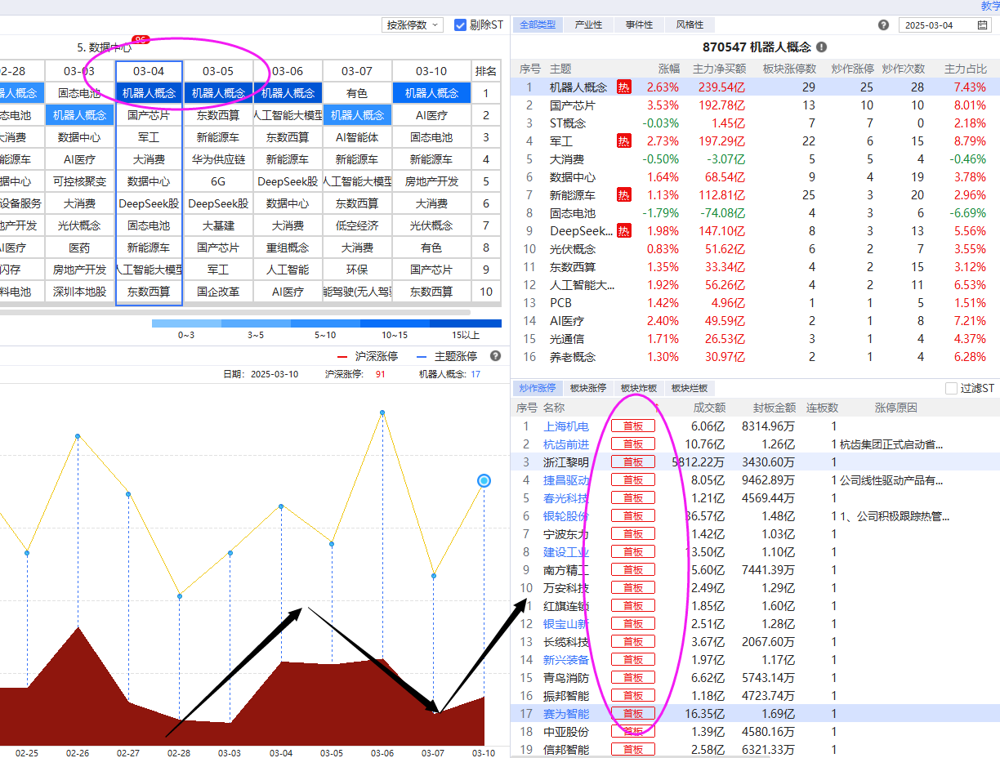 教学
按涨停数 剔除ST
5. 数据中心 96
2-28 03-03 03-04 03-05 03-06 03-07 03-10 排名
器人概念 固态电池 机器人概念 机器人概念 机器人概念 有色 机器人概念 1
态电池 机器人概念 国产芯片 东数西算 人工智能大模型 机器人概念 AI医疗 2
大消费 数据中心 军工 新能源车 东数西算 AI智能体 固态电池 3
能源车 AI医疗 大消费 华为供应链 新能源车 新能源车 新能源车 4
据中心 可控核聚变 数据中心 6G DeepSeek股 人工智能大模型 房地产开发 5
设备服务 大消费 DeepSeek股 DeepSeek股 数据中心 东数西算 大消费 6
地产开发 光伏概念 固态电池 大基建 大消费 低空经济 光伏概念 7
AI医疗 医药 新能源车 国产芯片 重组概念 大消费 有色 8
闪存 房地产开发 人工智能大模型 军工 人工智能 环保 国产芯片 9
料电池 深圳本地股 东数西算 国企改革 AI医疗 能驾驶(无人驾驶 东数西算 10
0~3 3~5 5~10 10~15 15以上
沪深涨停 主题涨停
日期: 2025-03-10 沪深涨停: 91 机器人概念: 17
02-25 02-26 02-27 02-28 03-03 03-04 03-05 03-06 03-07 03-10
全部类型 产业性 事件性 风格性 2025-03-04
870547 机器人概念
序号 主题 涨幅 主力净买额 板块涨停数 炒作涨停 炒作次数 主力占比
1 机器人概念 热 2.63% 239.54亿 29 25 28 7.43%
2 国产芯片 3.53% 192.78亿 13 10 10 8.01%
3 ST概念 -0.03% 1.45亿 7 7 0 2.18%
4 军工 热 2.73% 197.29亿 22 6 15 8.79%
5 大消费 -0.50% -3.07亿 5 5 4 -0.46%
6 数据中心 1.64% 68.54亿 9 4 19 3.78%
7 新能源车 热 1.13% 112.81亿 25 3 20 2.96%
8 固态电池 -1.79% -74.08亿 4 3 6 -6.69%
9 DeepSeek... 热 1.98% 147.10亿 8 3 13 5.56%
10 光伏概念 0.83% 51.62亿 6 2 7 3.55%
11 东数西算 1.35% 33.34亿 4 2 15 3.12%
12 人工智能大... 1.92% 56.26亿 4 2 11 6.53%
13 PCB 1.42% 4.96亿 1 1 5 1.51%
14 AI医疗 2.40% 49.59亿 2 1 8 7.21%
15 光通信 1.71% 26.53亿 3 1 4 4.37%
16 养老概念 1.30% 30.97亿 2 1 4 6.28%
炒作涨停 板块涨停 板块炸板 板块烂板 过滤ST
序号 名称 成交额 封板金额 连板数 涨停原因
1 上海机电 首板 6.06亿 8314.96万 1
2 杭齿前进 首板 10.76亿 1.26亿 1 杭齿集团正式启动省...
3 浙江黎明 首板 5812.22万 3430.60万 1
4 捷昌驱动 首板 8.05亿 9462.89万 1 公司线性驱动产品有...
5 春光科技 首板 1.21亿 4569.44万 1
6 银轮股份 首板 36.57亿 1.48亿 1 1、公司积极跟踪热管...
7 宁波东力 首板 1.42亿 1.03亿 1
8 建设工业 首板 13.50亿 1.10亿 1
9 南方精工 首板 5.60亿 7441.39万 1
10 万安科技 首板 2.49亿 1.29亿 1
11 红旗连锁 首板 1.85亿 1.60亿 1
12 银宝山新 首板 2.51亿 1.28亿 1
13 长缆科技 首板 3.67亿 2067.60万 1
14 新兴装备 首板 1.97亿 1.17亿 1
15 青鸟消防 首板 6.62亿 5743.14万 1
16 振邦智能 首板 1.18亿 4723.74万 1
17 赛为智能 首板 16.35亿 1.69亿 1
18 中亚股份 首板 1.39亿 4580.16万 1
19 信邦智能 首板 2.58亿 6321.33万 1